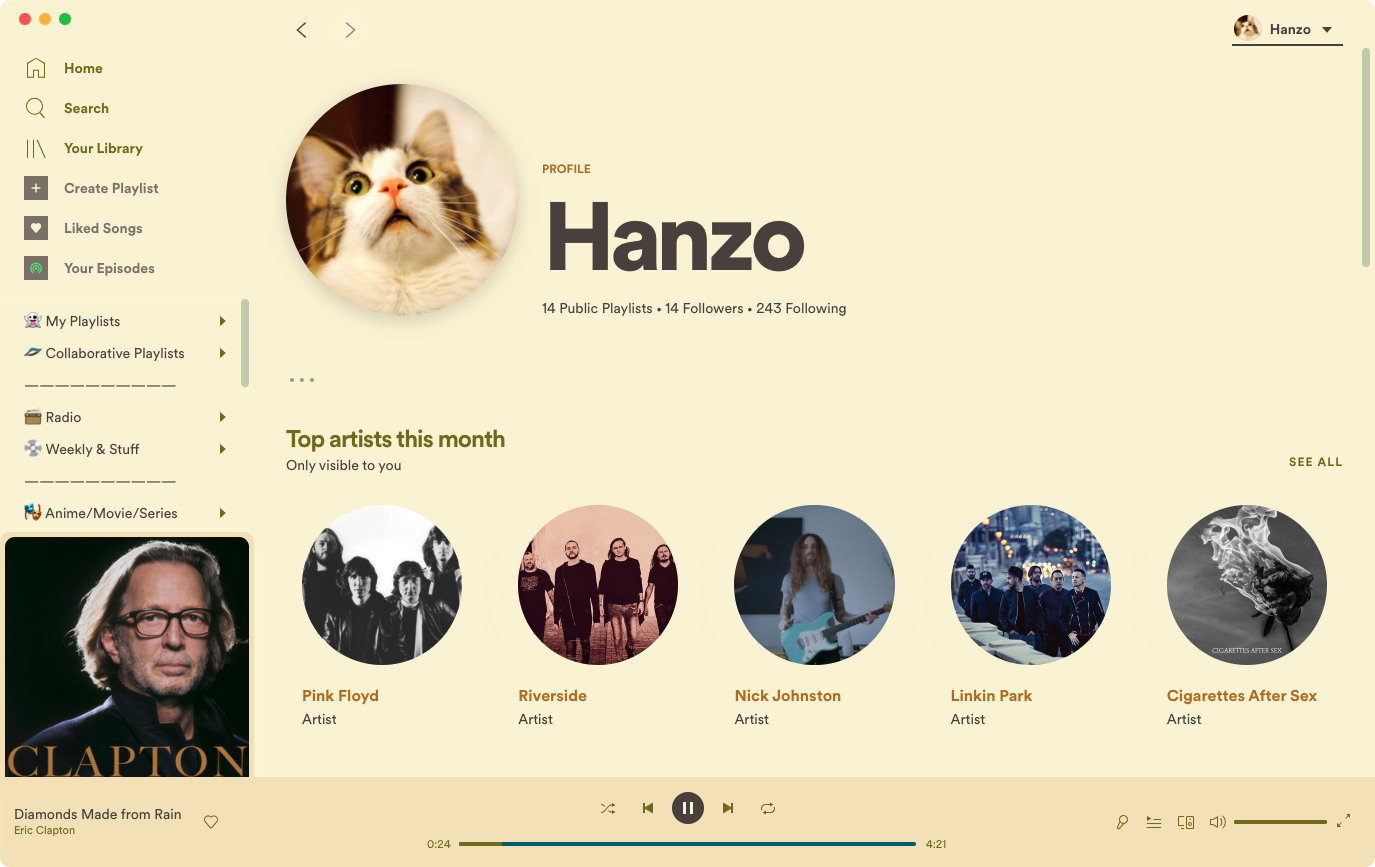 Hanzo
Home
Search
Your Library
Create Playlist
Liked Songs
Your Episodes
My Playlists
Collaborative Playlists
——————————
Radio
Weekly & Stuff
——————————
Anime/Movie/Series
CLAPTON
PROFILE
Hanzo
14 Public Playlists • 14 Followers • 243 Following
Top artists this month
Only visible to you
SEE ALL
CIGARETTES AFTER SEX
Pink Floyd
Artist
Riverside
Artist
Nick Johnston
Artist
Linkin Park
Artist
Cigarettes After Sex
Artist
Diamonds Made from Rain
Eric Clapton
0:24
4:21